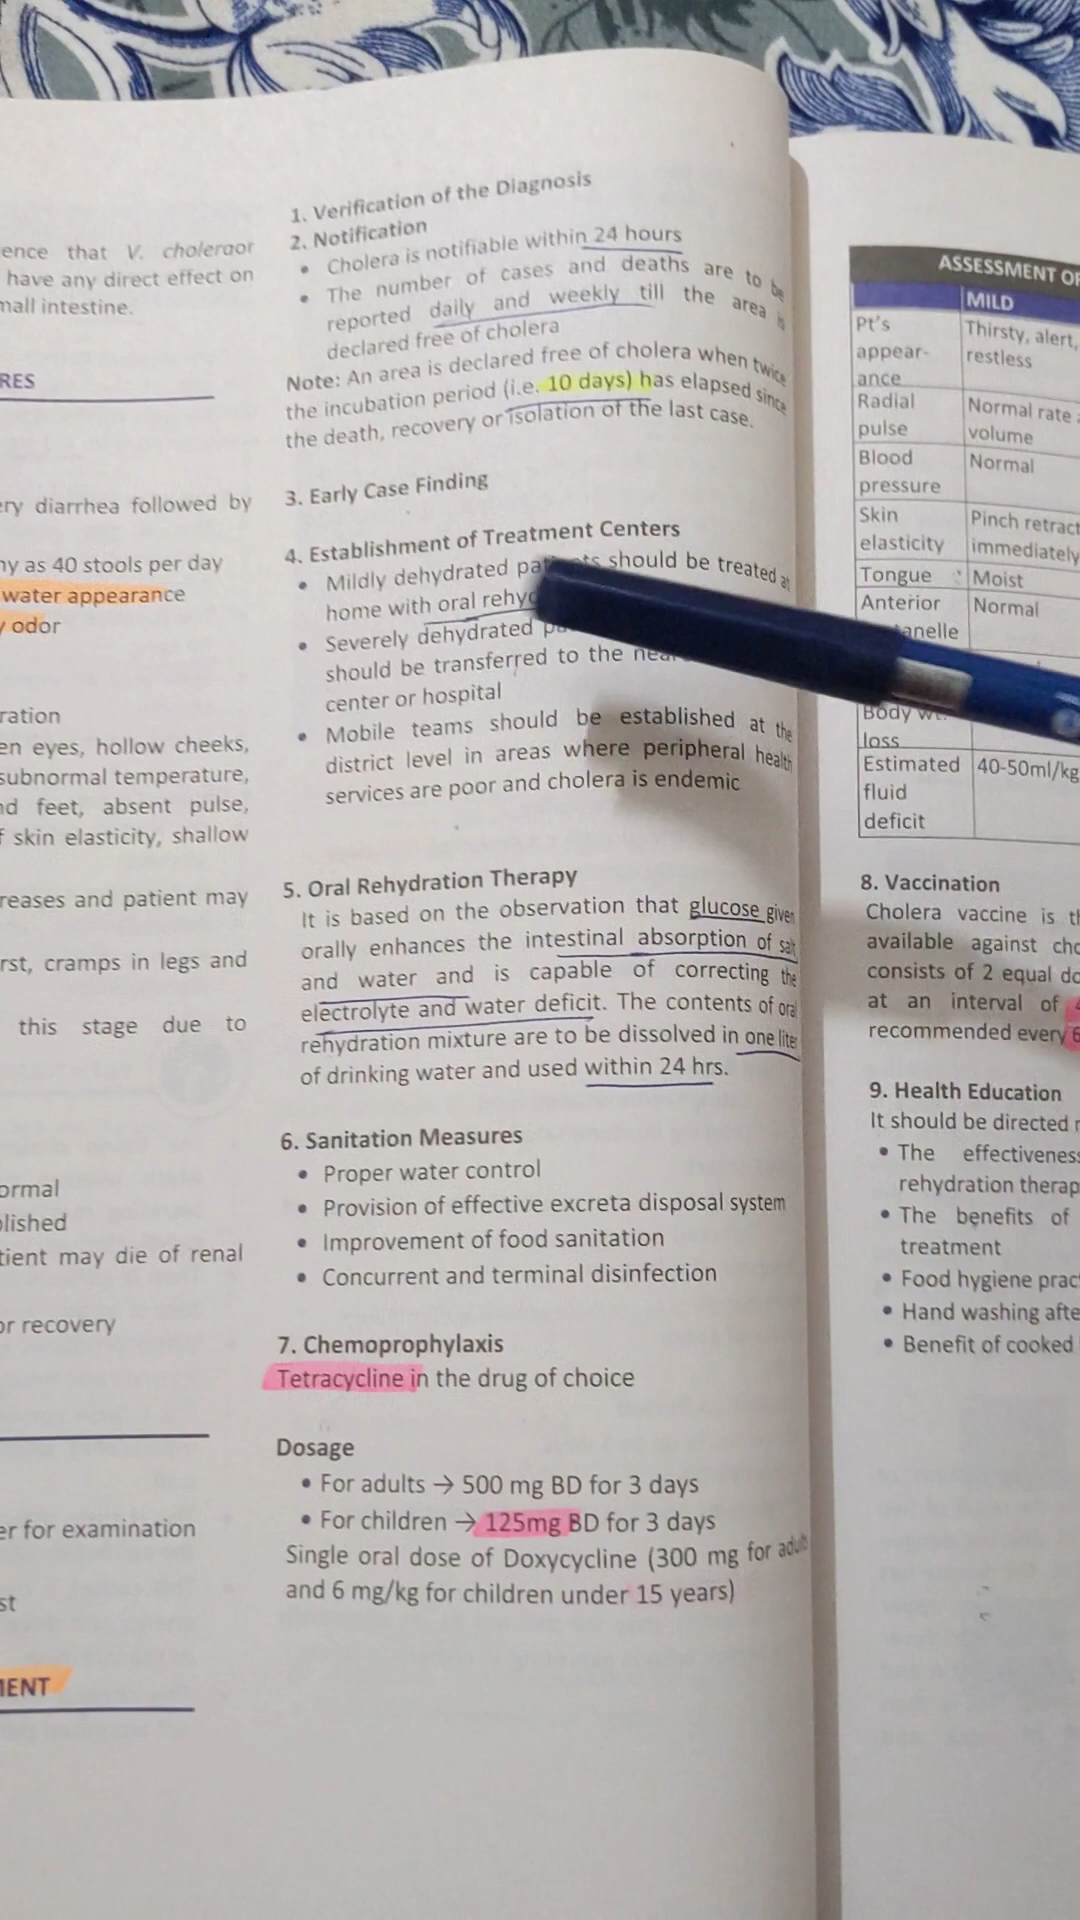 ence that V. choleraor
have any direct effect on
mall intestine.
RES
ery diarrhea followed by
ny as 40 stools per day
water appearance
odor
ration
en eyes, hollow cheeks,
subnormal temperature,
nd feet, absent pulse,
f skin elasticity, shallow
reases and patient may
rst, cramps in legs and
this stage due to
ormal
olished
tient may die of renal
or recovery
er for examination
st
MENT
1. Verification of the Diagnosis
2. Notification
• Cholera is notifiable within 24 hours
• The number of cases and deaths are to be
reported daily and weekly till the area is
declared free of cholera
Note: An area is declared free of cholera when twice
the incubation period (i.e. 10 days) has elapsed since
the death, recovery or isolation of the last case.
3. Early Case Finding
4. Establishment of Treatment Centers
• Mildly dehydrated patients should be treated at
home with oral rehyd
• Severely dehydrated
should be transferred to the
center or hospital
• Mobile teams should be established at the
district level in areas where peripheral health
services are poor and cholera is endemic
5. Oral Rehydration Therapy
It is based on the observation that glucose given
orally enhances the intestinal absorption of salt
and water and is capable of correcting the
electrolyte and water deficit. The contents of oral
rehydration mixture are to be dissolved in one liter
of drinking water and used within 24 hrs.
6. Sanitation Measures
• Proper water control
• Provision of effective excreta disposal system
• Improvement of food sanitation
• Concurrent and terminal disinfection
7. Chemoprophylaxis
Tetracycline in the drug of choice
Dosage
• For adults → 500 mg BD for 3 days
• For children → 125mg BD for 3 days
Single oral dose of Doxycycline (300 mg for adults
and 6 mg/kg for children under 15 years)
ASSESSMENT OF
MILD
Pt's appear-ance Thirsty, alert, restless
Radial pulse Normal rate volume
Blood pressure Normal
Skin elasticity Pinch retract immediately
Tongue Moist
Anterior anelle Normal
Body wt. loss
Estimated fluid deficit 40-50ml/kg
8. Vaccination
Cholera vaccine is th
available against cho
consists of 2 equal do
at an interval of
recommended every 6
9. Health Education
It should be directed
• The effectiveness
rehydration therap
• The benefits of
treatment
• Food hygiene prac
• Hand washing afte
• Benefit of cooked